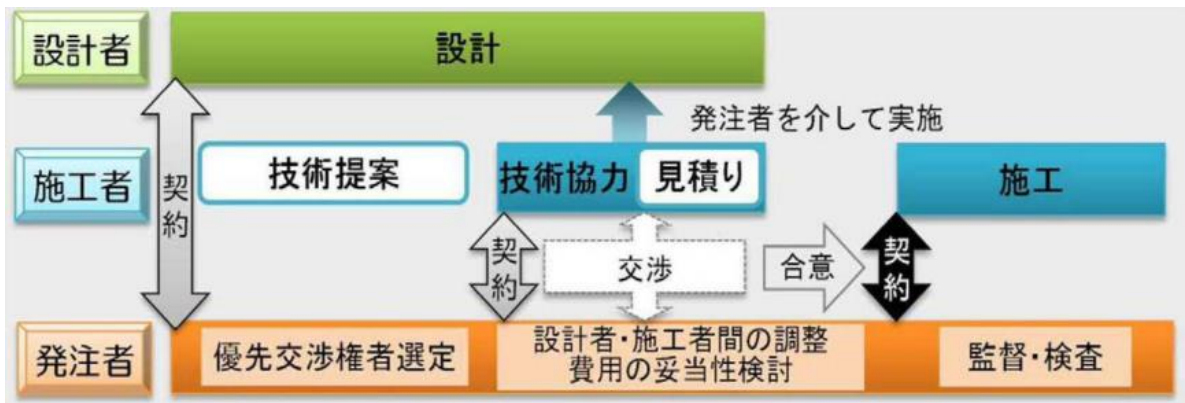 設計者
設計
発注者を介して実施
施工者
契約
技術提案
技術協力
見積り
施工
契約
交渉
合意
契約
発注者
優先交渉権者選定
設計者・施工者間の調整
費用の妥当性検討
監督・検査